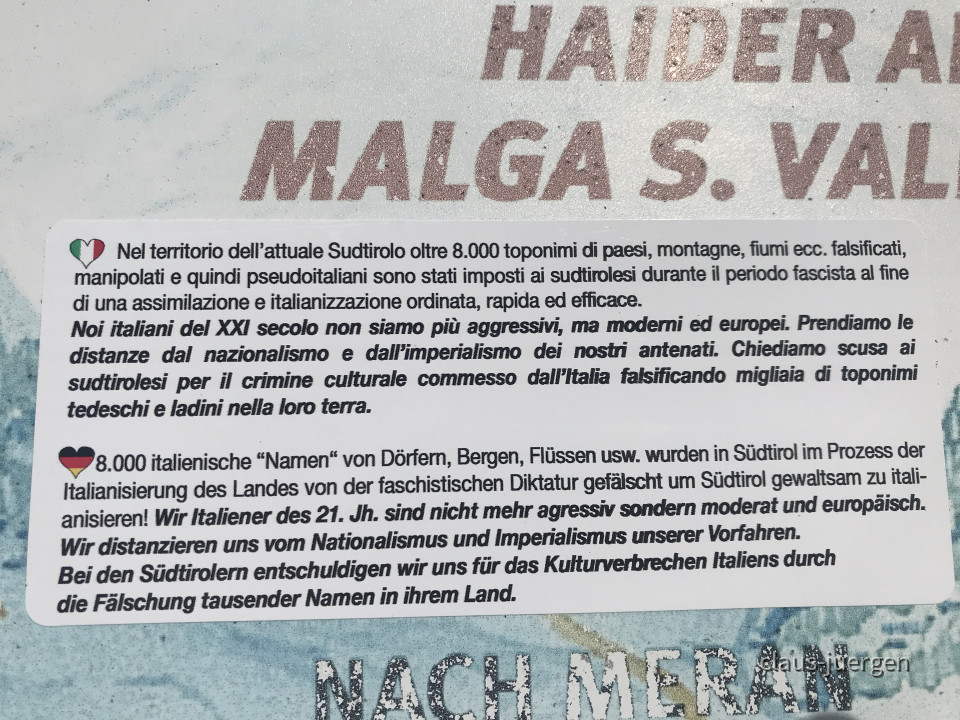 HAIDER A
MALGA S. VAL
Nel territorio dell'attuale Sudtirolo oltre 8.000 toponimi di paesi, montagne, fiumi ecc. falsificati,
manipolati e quindi pseudoitaliani sono stati imposti ai sudtirolesi durante il periodo fascista al fine
di una assimilazione e italianizzazione ordinata, rapida ed efficace.
Noi italiani del XXI secolo non siamo più aggressivi, ma moderni ed europei. Prendiamo le
distanze dal nazionalismo e dall'imperialismo dei nostri antenati. Chiediamo scusa ai
sudtirolesi per il crimine culturale commesso dall'Italia falsificando migliaia di toponimi
tedeschi e ladini nella loro terra.
8.000 italienische “Namen“ von Dörfern, Bergen, Flüssen usw. wurden in Südtirol im Prozess der
Italianisierung des Landes von der faschistischen Diktatur gefälscht um Südtirol gewaltsam zu itali-
anisieren! Wir Italiener des 21. Jh. sind nicht mehr agressiv sondern moderat und europäisch.
Wir distanzieren uns vom Nationalismus und Imperialismus unserer Vorfahren.
Bei den Südtirolern entschuldigen wir uns für das Kulturverbrechen Italiens durch
die Fälschung tausender Namen in ihrem Land.
NACH MERAN
claus-juergen